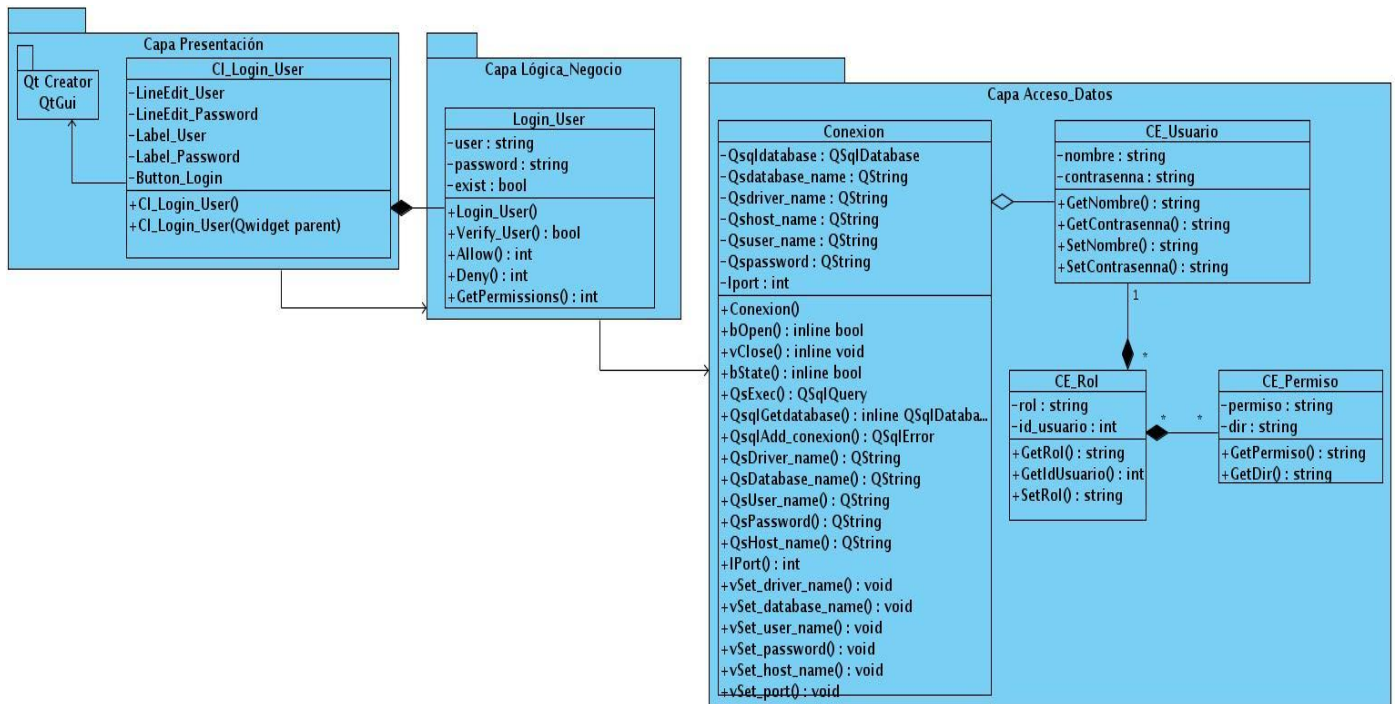 Capa Presentación
Qt Creator
QtGui
CI_Login_User
-LineEdit_User
-LineEdit_Password
-Label_User
-Label_Password
-Button_Login
+CI_Login_User()
+CI_Login_User(Qwidget parent)
Capa Lógica_Negocio
Login_User
-user : string
-password : string
-exist : bool
+Login_User()
+Verify_User() : bool
+Allow() : int
+Deny() : int
+GetPermissions() : int
Capa Acceso_Datos
Conexion
-Qsqldatabase : QSqlDatabase
-Qsdatabase_name : QString
-Qsdriver_name : QString
-Qshost_name : QString
-Qsuser_name : QString
-Qspassword : QString
-Iport : int
+Conexion()
+bOpen() : inline bool
+vClose() : inline void
+bState() : inline bool
+QsExec() : QSqlQuery
+QsqlGetdatabase() : inline QSqlDataba...
+QsqlAdd_conexion() : QSqlError
+QsDriver_name() : QString
+QsDatabase_name() : QString
+QsUser_name() : QString
+QsPassword() : QString
+QsHost_name() : QString
+IPort() : int
+vSet_driver_name() : void
+vSet_database_name() : void
+vSet_user_name() : void
+vSet_password() : void
+vSet_host_name() : void
+vSet_port() : void
CE_Usuario
-nombre : string
-contrasenna : string
+GetNombre() : string
+GetContrasenna() : string
+SetNombre() : string
+SetContrasenna() : string
1
*
CE_Rol
-rol : string
-id_usuario : int
+GetRol() : string
+GetIdUsuario() : int
+SetRol() : string
*
*
CE_Permiso
-permiso : string
-dir : string
+GetPermiso() : string
+GetDir() : string